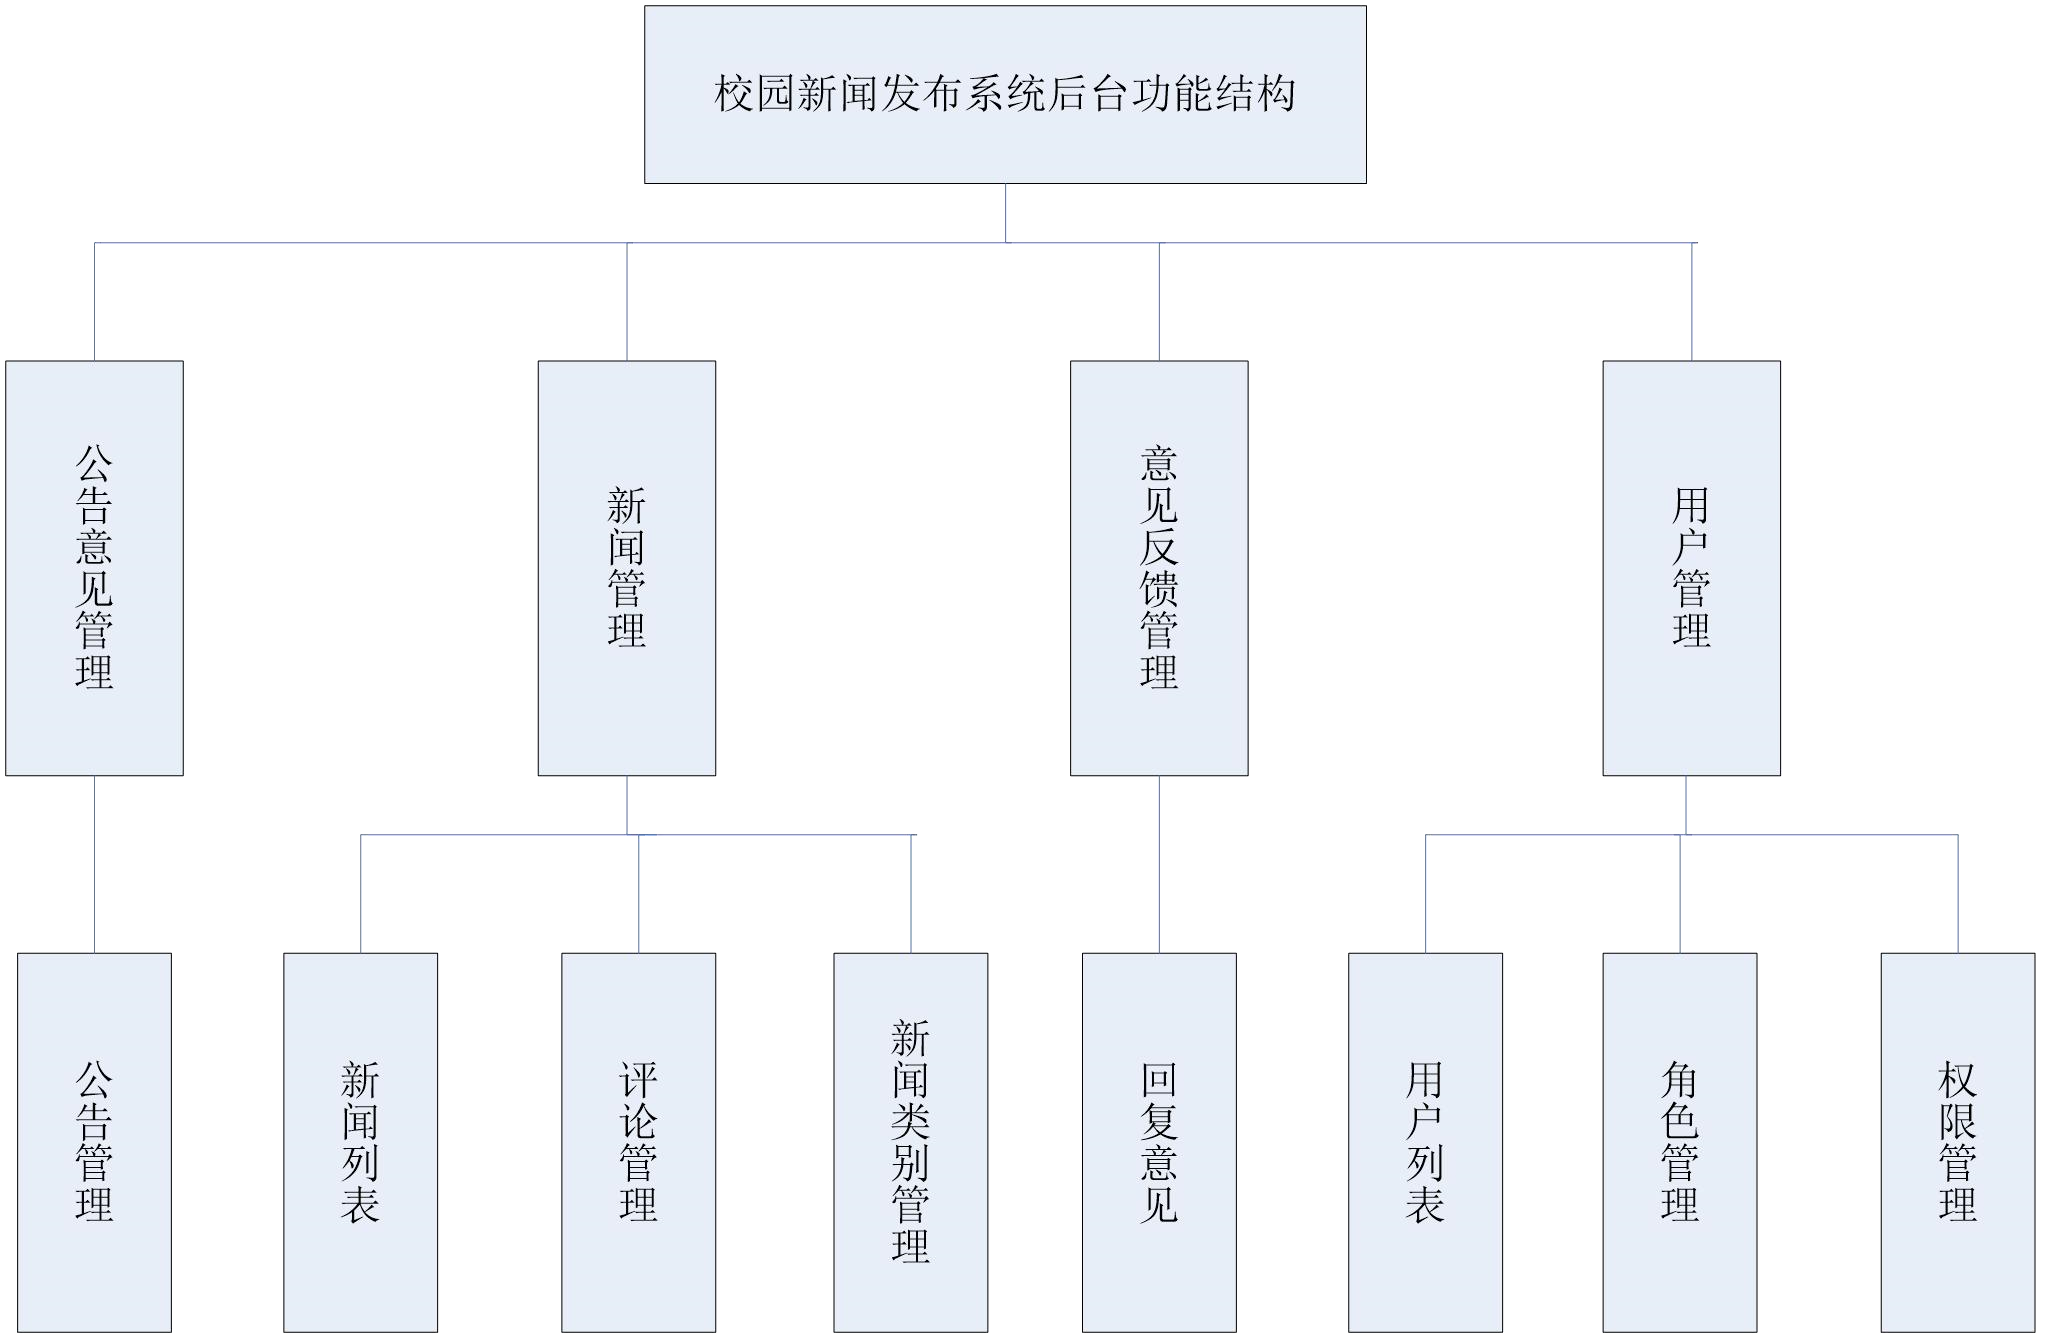 校园新闻发布系统后台功能结构
公告意见管理
新闻管理
意见反馈管理
用户管理
公告管理
新闻列表
评论管理
新闻类别管理
回复意见
用户列表
角色管理
权限管理